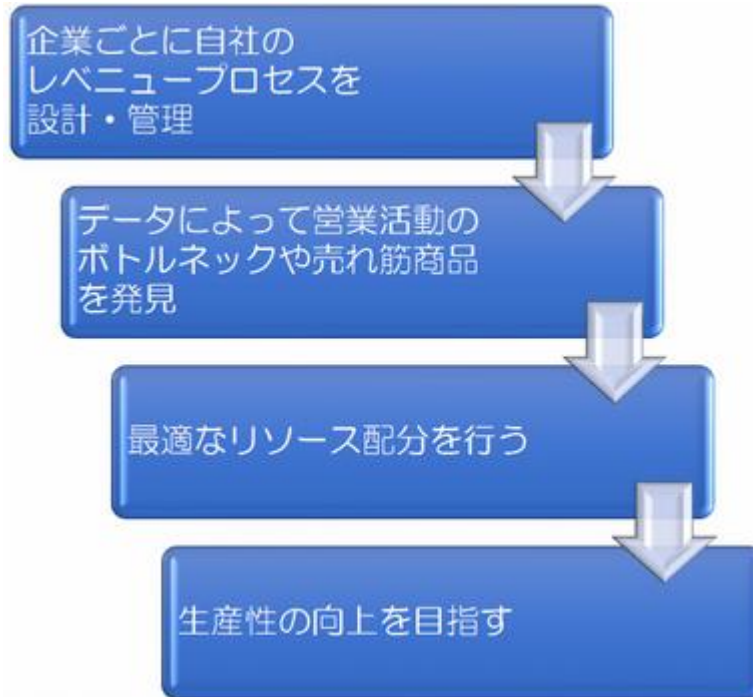 企業ごとに自社の
レベニュープロセスを
設計・管理
データによって営業活動の
ボトルネックや売れ筋商品
を発見
最適なリソース配分を行う
生産性の向上を目指す